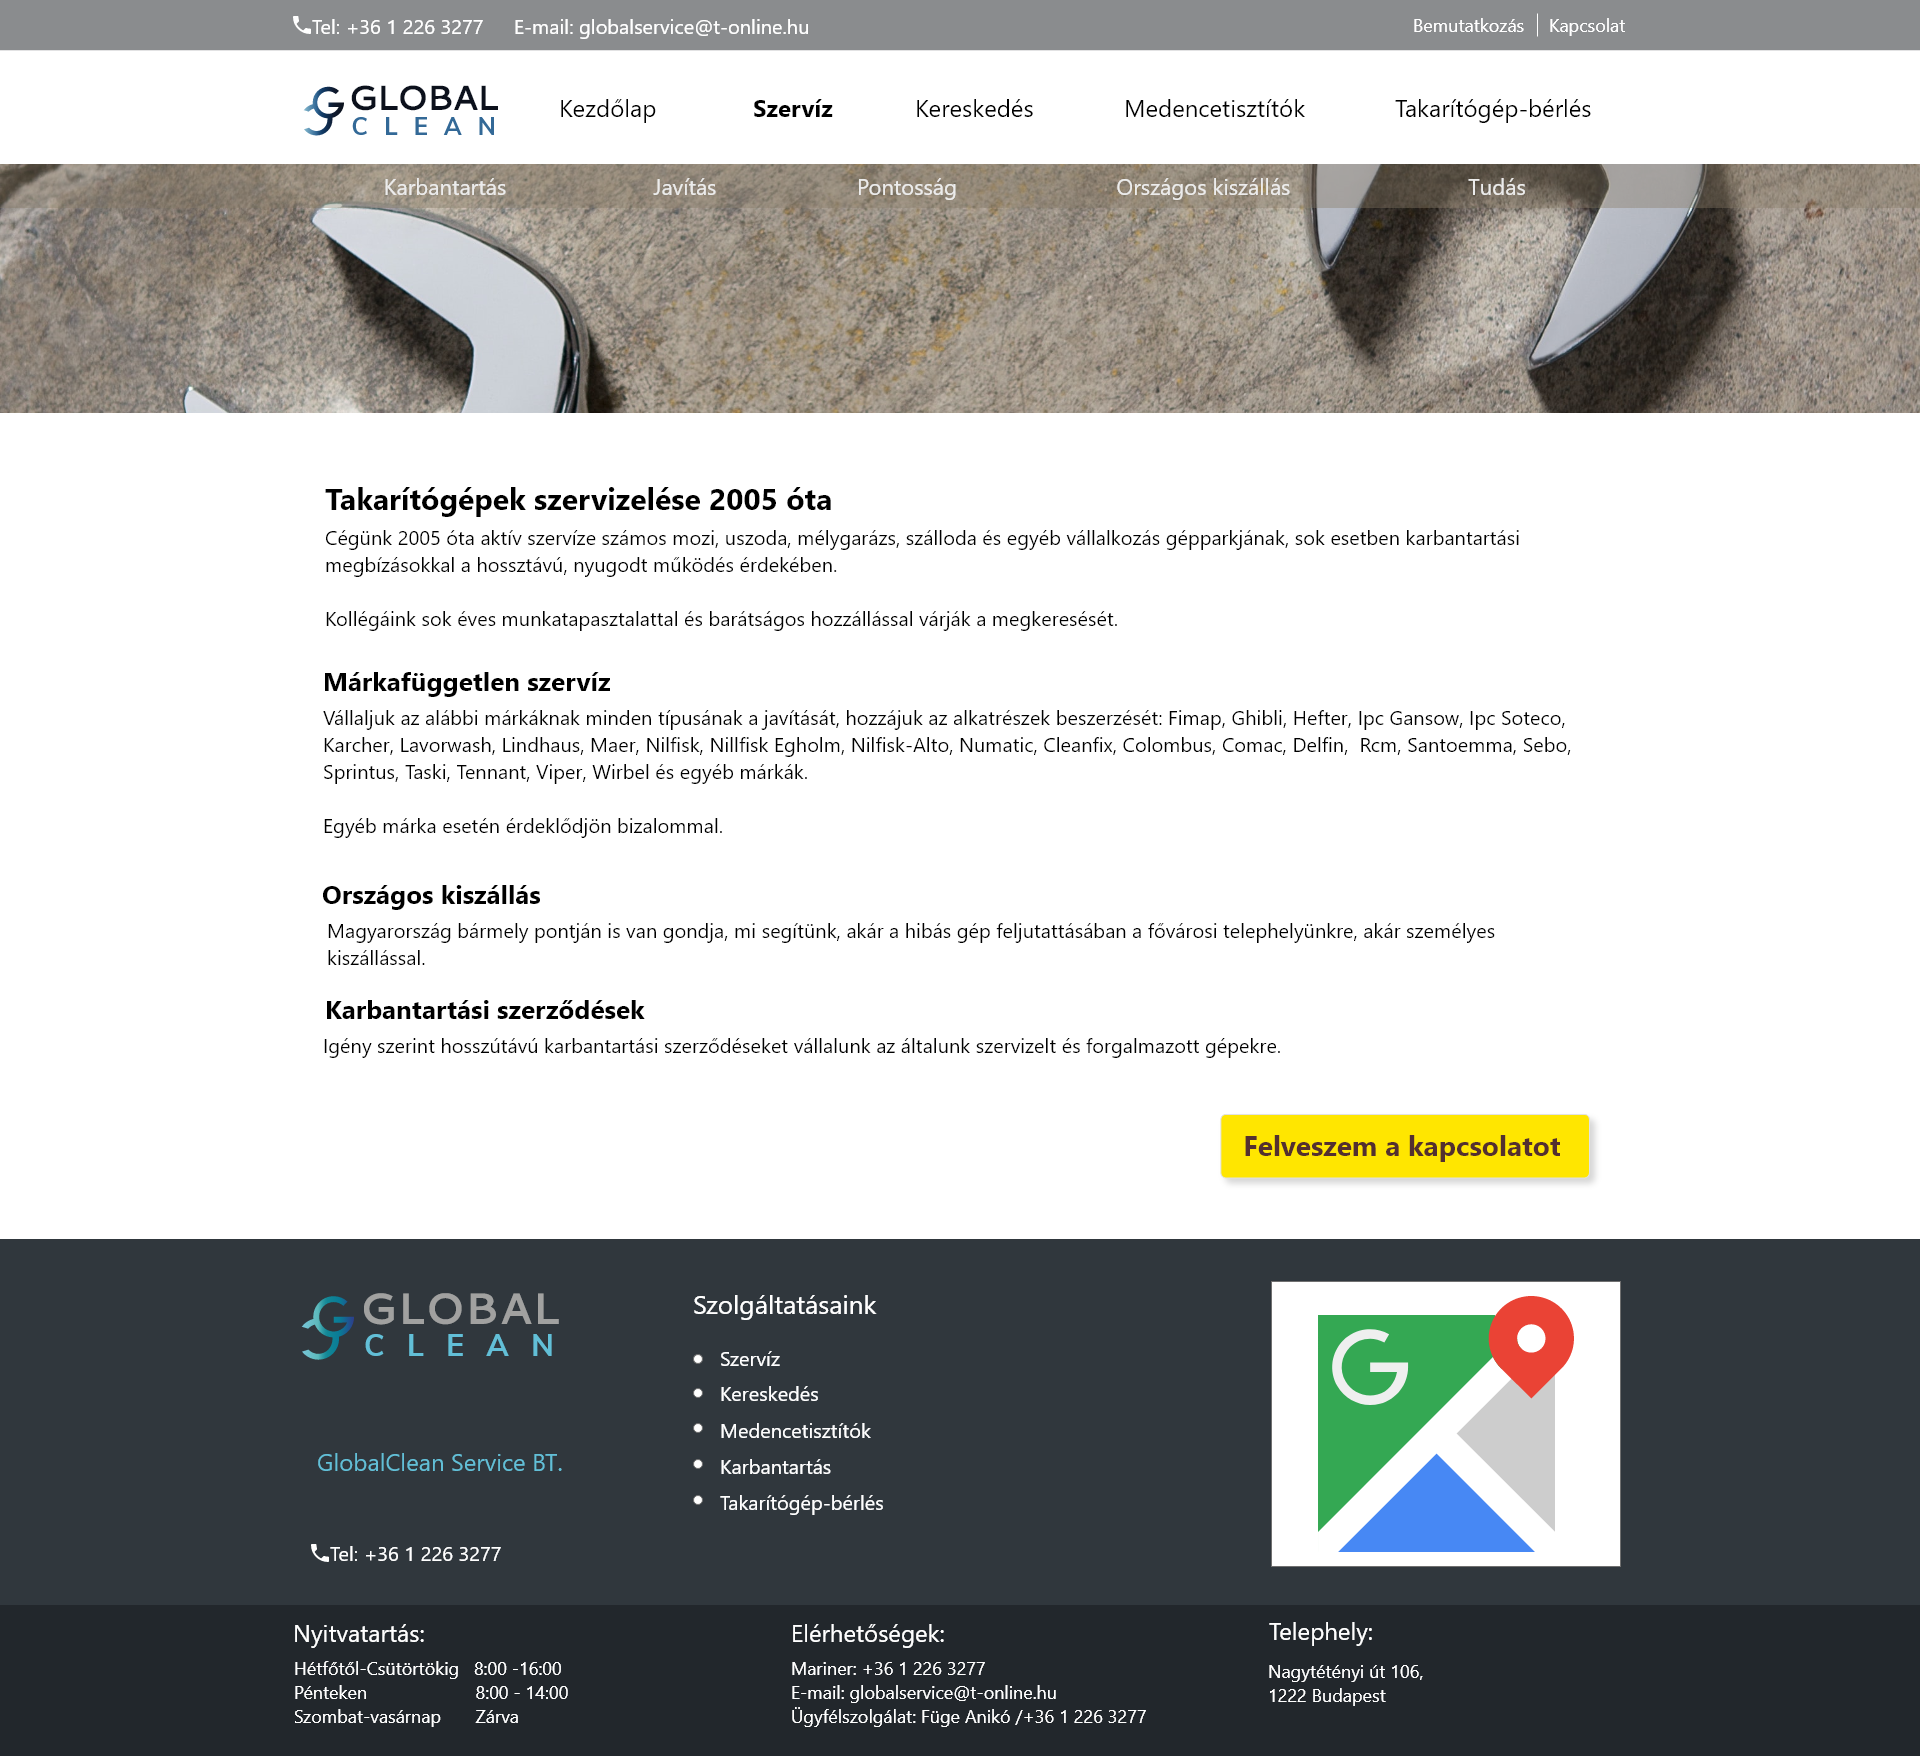 Tel: +36 1 226 3277 E-mail: globalservice@t-online.hu Bemutatkozás Kapcsolat
GLOBAL
CLEAN
Kezdőlap Szervíz Kereskedés Medencetisztítók Takarítógép-bérlés
Karbantartás Javítás Pontosság Országos kiszállás Tudás
Takarítógépek szervizelése 2005 óta
Cégünk 2005 óta aktív szervíze számos mozi, uszoda, mélygarázs, szálloda és egyéb vállalkozás gépparkjának, sok esetben karbantartási
megbízásokkal a hossztávú, nyugodt működés érdekében.
Kollégáink sok éves munkatapasztalattal és barátságos hozzállással várják a megkeresését.
Márkafüggetlen szervíz
Vállaljuk az alábbi márkáknak minden típusának a javítását, hozzájuk az alkatrészek beszerzését: Fimap, Ghibli, Hefter, Ipc Gansow, Ipc Soteco,
Karcher, Lavorwash, Lindhaus, Maer, Nilfisk, Nillfisk Egholm, Nilfisk-Alto, Numatic, Cleanfix, Colombus, Comac, Delfin,  Rcm, Santoemma, Sebo,
Sprintus, Taski, Tennant, Viper, Wirbel és egyéb márkák.
Egyéb márka esetén érdeklődjön bizalommal.
Országos kiszállás
Magyarország bármely pontján is van gondja, mi segítünk, akár a hibás gép feljutattásában a fővárosi telephelyünkre, akár személyes
kiszállással.
Karbantartási szerződések
Igény szerint hosszútávú karbantartási szerződéseket vállalunk az általunk szervizelt és forgalmazott gépekre.
Felveszem a kapcsolatot
GLOBAL
CLEAN
GlobalClean Service BT.
Tel: +36 1 226 3277
Szolgáltatásaink
Szervíz
Kereskedés
Medencetisztítók
Karbantartás
Takarítógép-bérlés
G
Nyitvatartás:
Hétfőtől-Csütörtökig 8:00 -16:00
Pénteken 8:00 - 14:00
Szombat-vasárnap Zárva
Elérhetőségek:
Mariner: +36 1 226 3277
E-mail: globalservice@t-online.hu
Ügyfélszolgálat: Füge Anikó /+36 1 226 3277
Telephely:
Nagytétényi út 106,
1222 Budapest